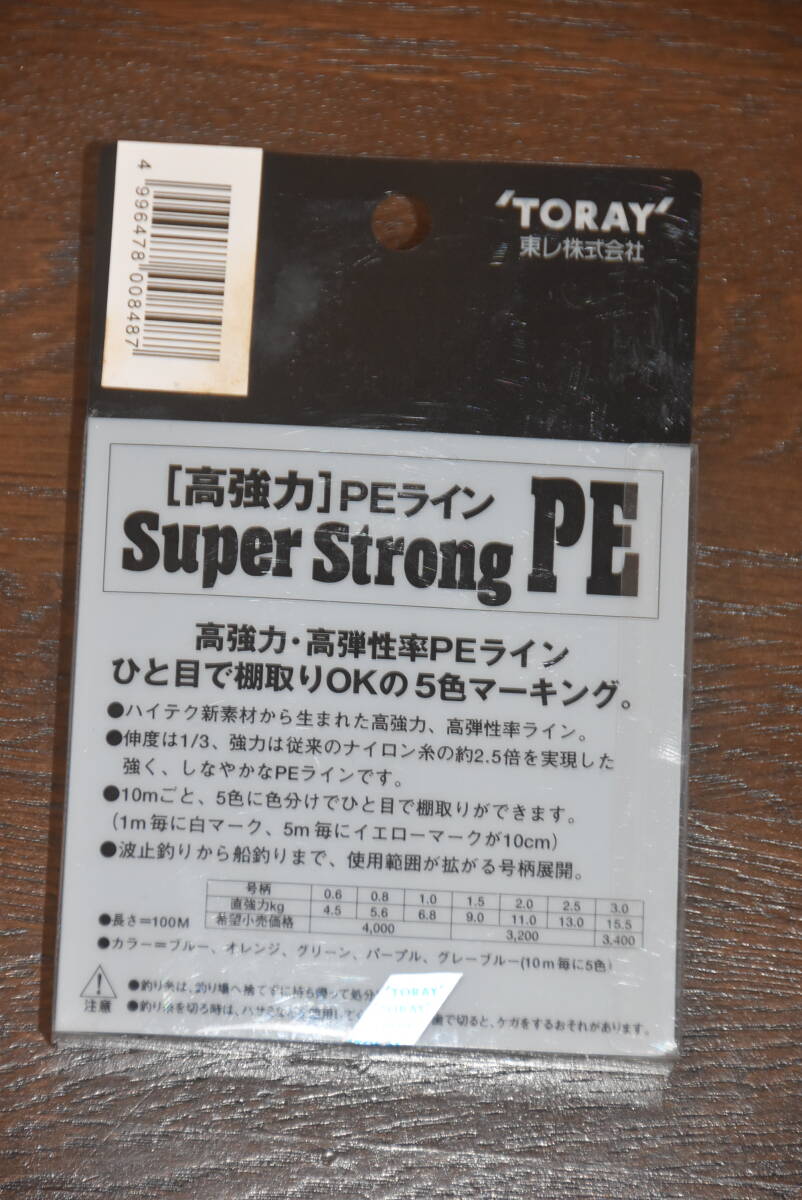 4 996478 008487
'TORAY'
東レ株式会社
[高強力]PEライン
Super Strong PE
高強力・高弾性率PEライン
ひと目で棚取りOKの5色マーキング。
●ハイテク新素材から生まれた高強力、高弾性率ライン。
●伸度は1/3、強力は従来のナイロン糸の約2.5倍を実現した
強く、しなやかなPEラインです。
●10mごと、5色に色分けでひと目で棚取りができます。
(1m毎に白マーク、5m毎にイエローマークが10cm)
●波止釣りから船釣りまで、使用範囲が拡がる号柄展開。
号柄 0.6 0.8 1.0 1.5 2.0 2.5 3.0
直強力kg 4.5 5.6 6.8 9.0 11.0 13.0 15.5
希望小売価格 4,000 3,200 3,400
●長さ=100M
●カラー=ブルー、オレンジ、グリーン、パープル、グレーブルー(10m毎に5色)
注意
●釣り糸は、釣り場へ捨てずに持ち帰って処分
●釣り糸を切る時は、ハサミなどを使用して 歯で切ると、ケガをするおそれがあります。
TORAY
TORAY